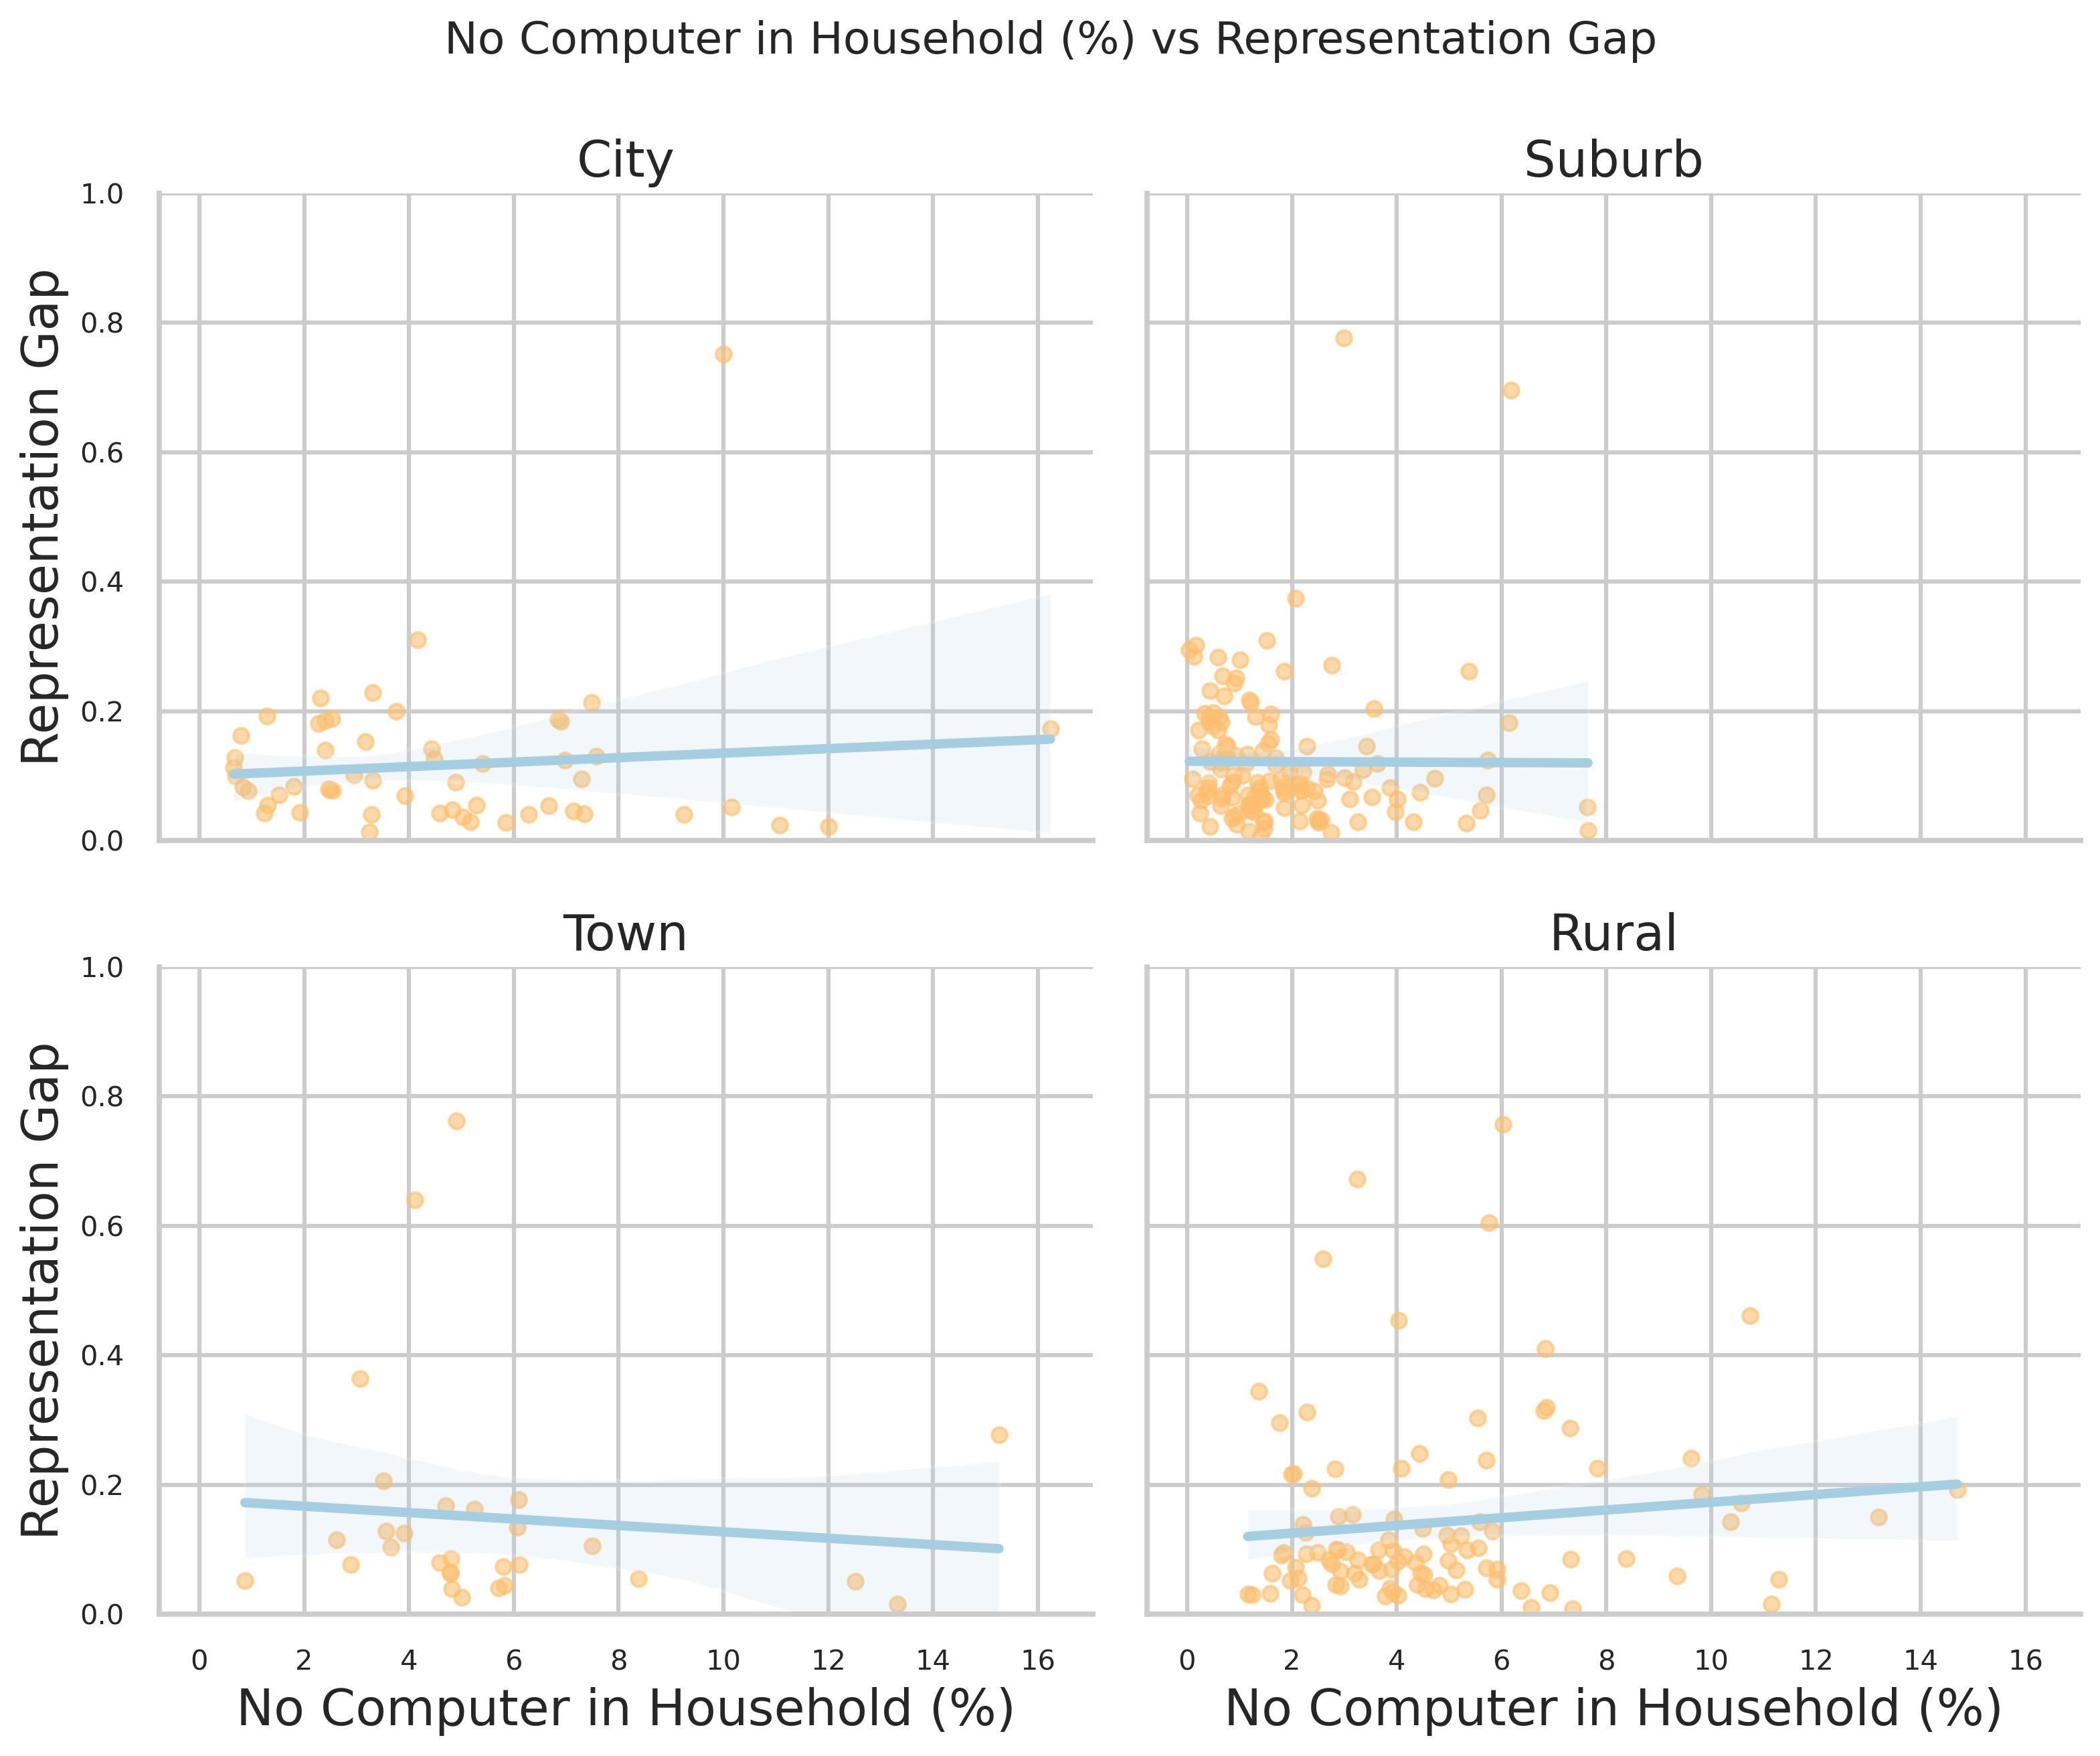 No Computer in Household (%) vs Representation Gap
City
Suburb
1.0
0.8
0.6
0.4
0.2
0.0
Representation Gap
Town
Rural
1.0
0.8
0.6
0.4
0.2
0.0
Representation Gap
0 2 4 6 8 10 12 14 16
0 2 4 6 8 10 12 14 16
No Computer in Household (%)
No Computer in Household (%)